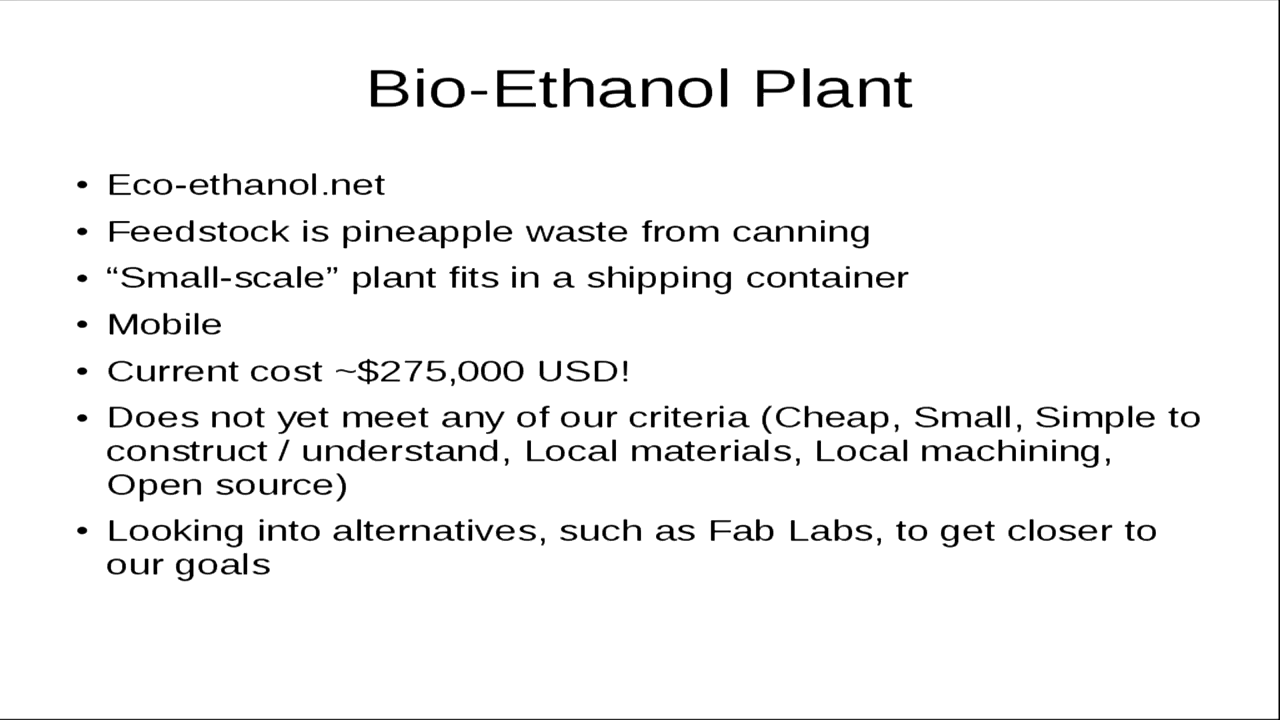 Bio-Ethanol Plant
• Eco-ethanol.net
• Feedstock is pineapple waste from canning
• “Small-scale” plant fits in a shipping container
• Mobile
• Current cost ~$275,000 USD!
• Does not yet meet any of our criteria (Cheap, Small, Simple to
construct / understand, Local materials, Local machining,
Open source)
• Looking into alternatives, such as Fab Labs, to get closer to
our goals